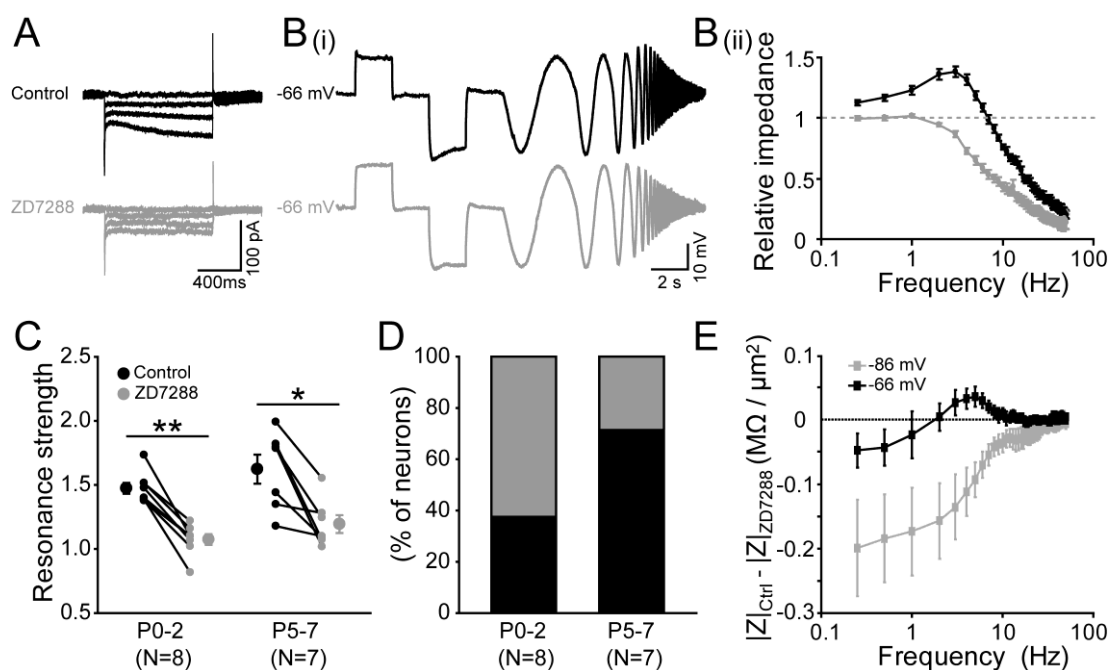 A
Control
ZD7288
100 pA
400ms
B(i)
-66 mV
-66 mV
10 mV
2 s
B(ii)
Relative impedance
1.5
1
0.5
0
0.1
1
10
100
Frequency (Hz)
C
Resonance strength
2.5
2.0
1.5
1.0
0.5
Control
ZD7288
**
*
P0-2
(N=8)
P5-7
(N=7)
D
(% of neurons)
100
80
60
40
20
0
P0-2
(N=8)
P5-7
(N=7)
E
|Z|Ctrl - |Z|ZD7288 (MΩ / µm²)
0.1
0
-0.1
-0.2
-0.3
-86 mV
-66 mV
0.1
1
10
100
Frequency (Hz)